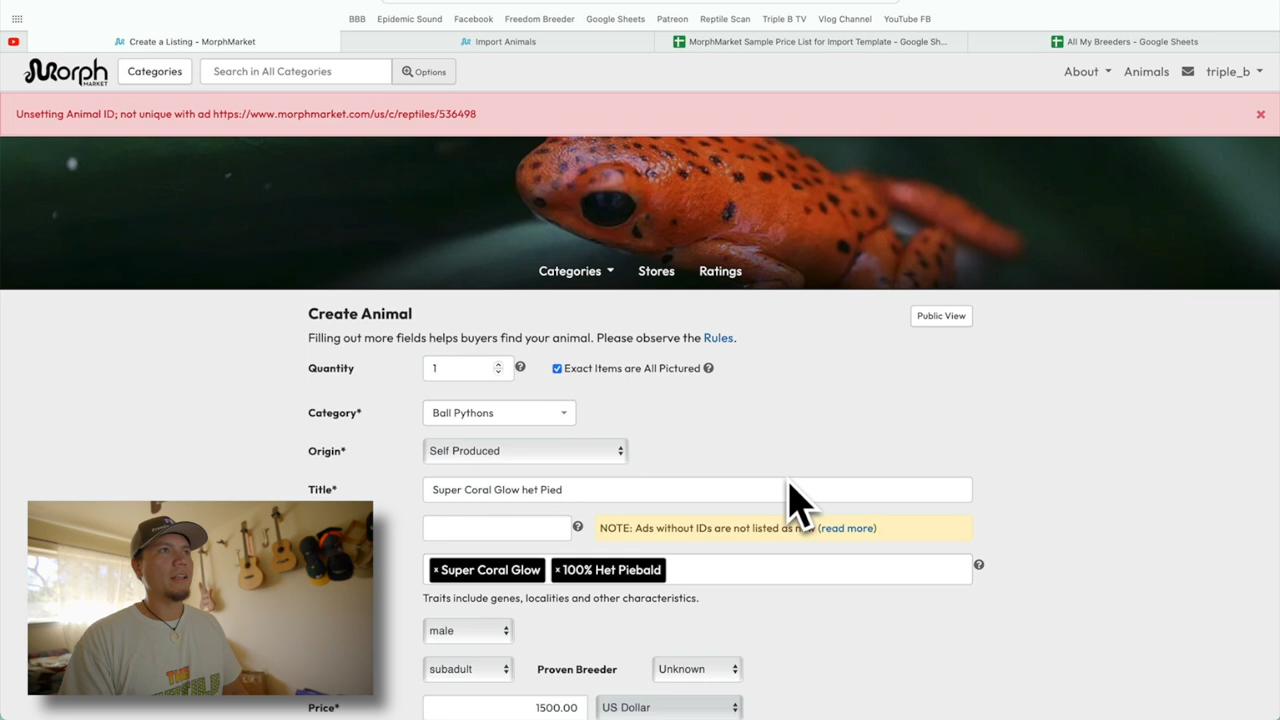 BBB Epidemic Sound Facebook Freedom Breeder Google Sheets Patreon Reptile Scan Triple B TV Vlog Channel YouTube FB
Create a Listing - MorphMarket Import Animals MorphMarket Sample Price List for Import Template - Google Sh... All My Breeders - Google Sheets
Morph MARKET Categories Search in All Categories Options About Animals triple_b
Unsetting Animal ID; not unique with ad https://www.morphmarket.com/us/c/reptiles/536498 ×
Categories Stores Ratings
Create Animal Public View
Filling out more fields helps buyers find your animal. Please observe the Rules.
Quantity 1 Exact Items are All Pictured
Category* Ball Pythons
Origin* Self Produced
Title* Super Coral Glow het Pied
NOTE: Ads without IDs are not listed as (read more)
× Super Coral Glow × 100% Het Piebald
Traits include genes, localities and other characteristics.
male
subadult Proven Breeder Unknown
Price* 1500.00 US Dollar
THE